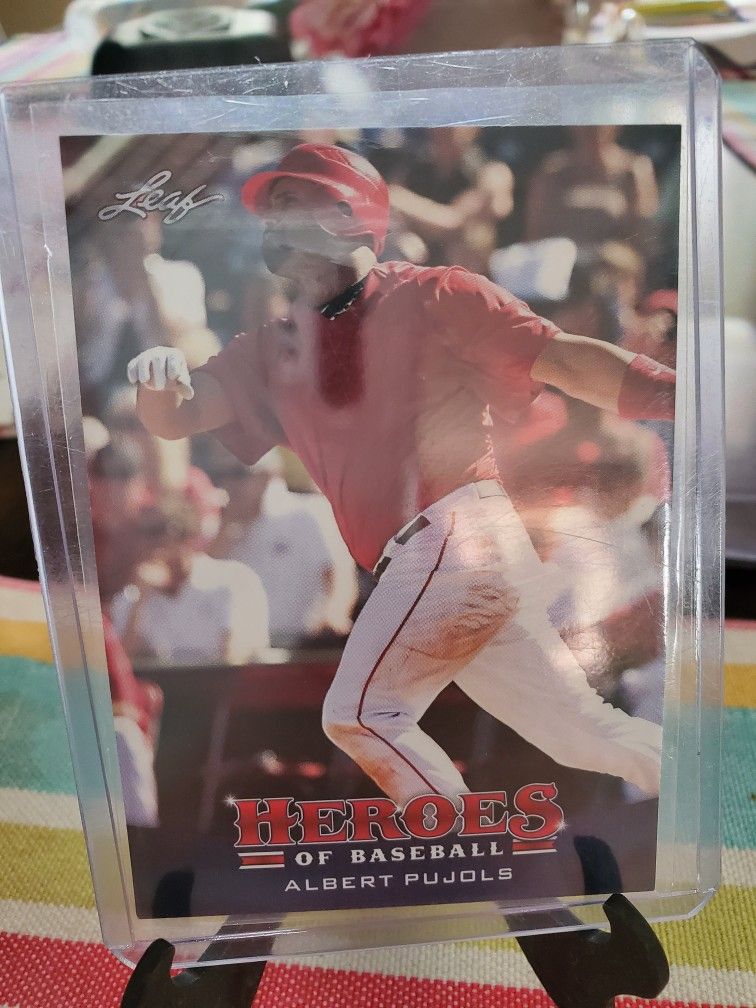 Leaf
HEROES
OF BASEBALL
ALBERT PUJOLS